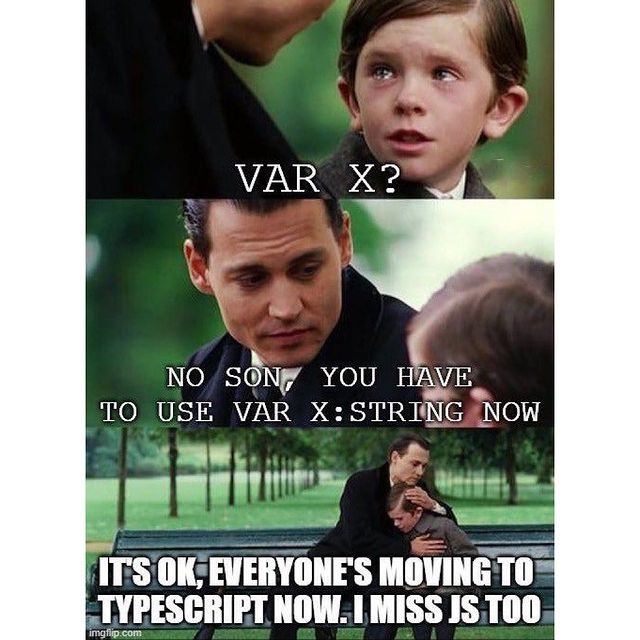 VAR X?
NO SON, YOU HAVE
TO USE VAR X:STRING NOW
IT'S OK, EVERYONE'S MOVING TO
TYPESCRIPT NOW. I MISS JS TOO
imgflip.com